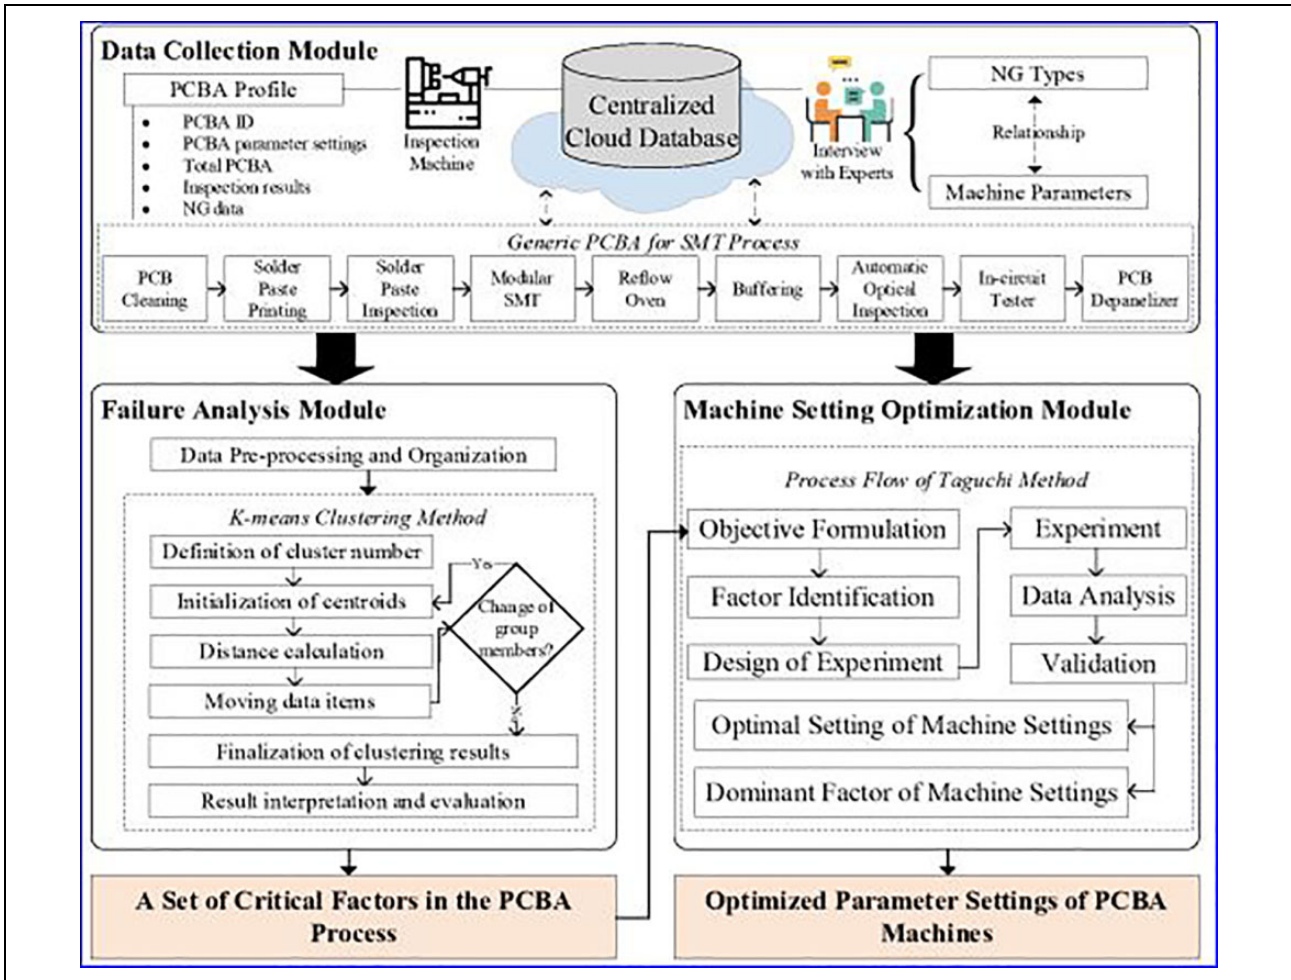 Data Collection Module
PCBA Profile
• PCBA ID
• PCBA parameter settings
• Total PCBA
• Inspection results
• NG data
Inspection
Machine
Centralized
Cloud Database
Interview
with Experts
NG Types
Relationship
Machine Parameters
Generic PCBA for SMT Process
PCB
Cleaning
Solder
Paste
Printing
Solder
Paste
Inspection
Modular
SMT
Reflow
Oven
Buffering
Automatic
Optical
Inspection
In-circuit
Tester
PCB
Depanelizer
Failure Analysis Module
Data Pre-processing and Organization
K-means Clustering Method
Definition of cluster number
Initialization of centroids
Distance calculation
Moving data items
Yes
Change of
group
members?
Finalization of clustering results
Result interpretation and evaluation
A Set of Critical Factors in the PCBA
Process
Machine Setting Optimization Module
Process Flow of Taguchi Method
Objective Formulation
Factor Identification
Design of Experiment
Experiment
Data Analysis
Validation
Optimal Setting of Machine Settings
Dominant Factor of Machine Settings
Optimized Parameter Settings of PCBA
Machines